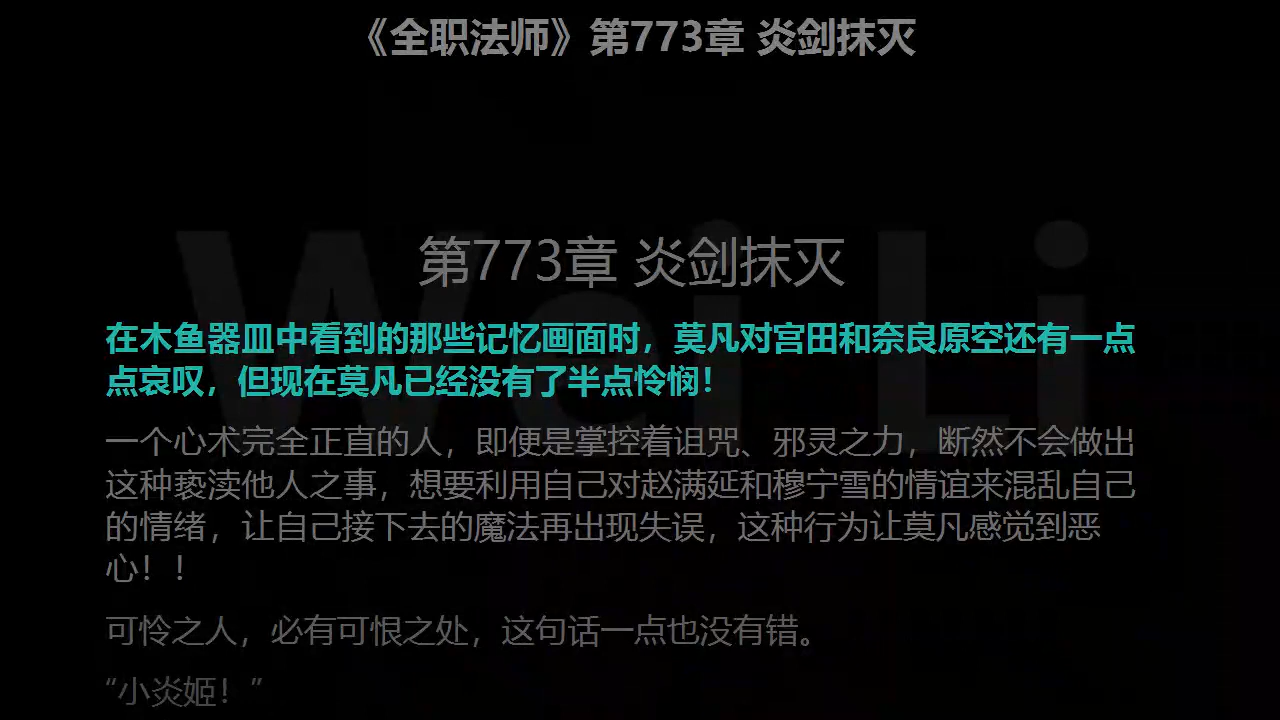 《全职法师》第773章 炎剑抹灭
Wei Li
第773章 炎剑抹灭
在木鱼器皿中看到的那些记忆画面时，莫凡对宫田和奈良原空还有一点
点哀叹，但现在莫凡已经没有了半点怜悯！
一个心术完全正直的人，即便是掌控着诅咒、邪灵之力，断然不会做出
这种亵渎他人之事，想要利用自己对赵满延和穆宁雪的情谊来混乱自己
的情绪，让自己接下去的魔法再出现失误，这种行为让莫凡感觉到恶
心！！
可怜之人，必有可恨之处，这句话一点也没有错。
“小炎姬！”